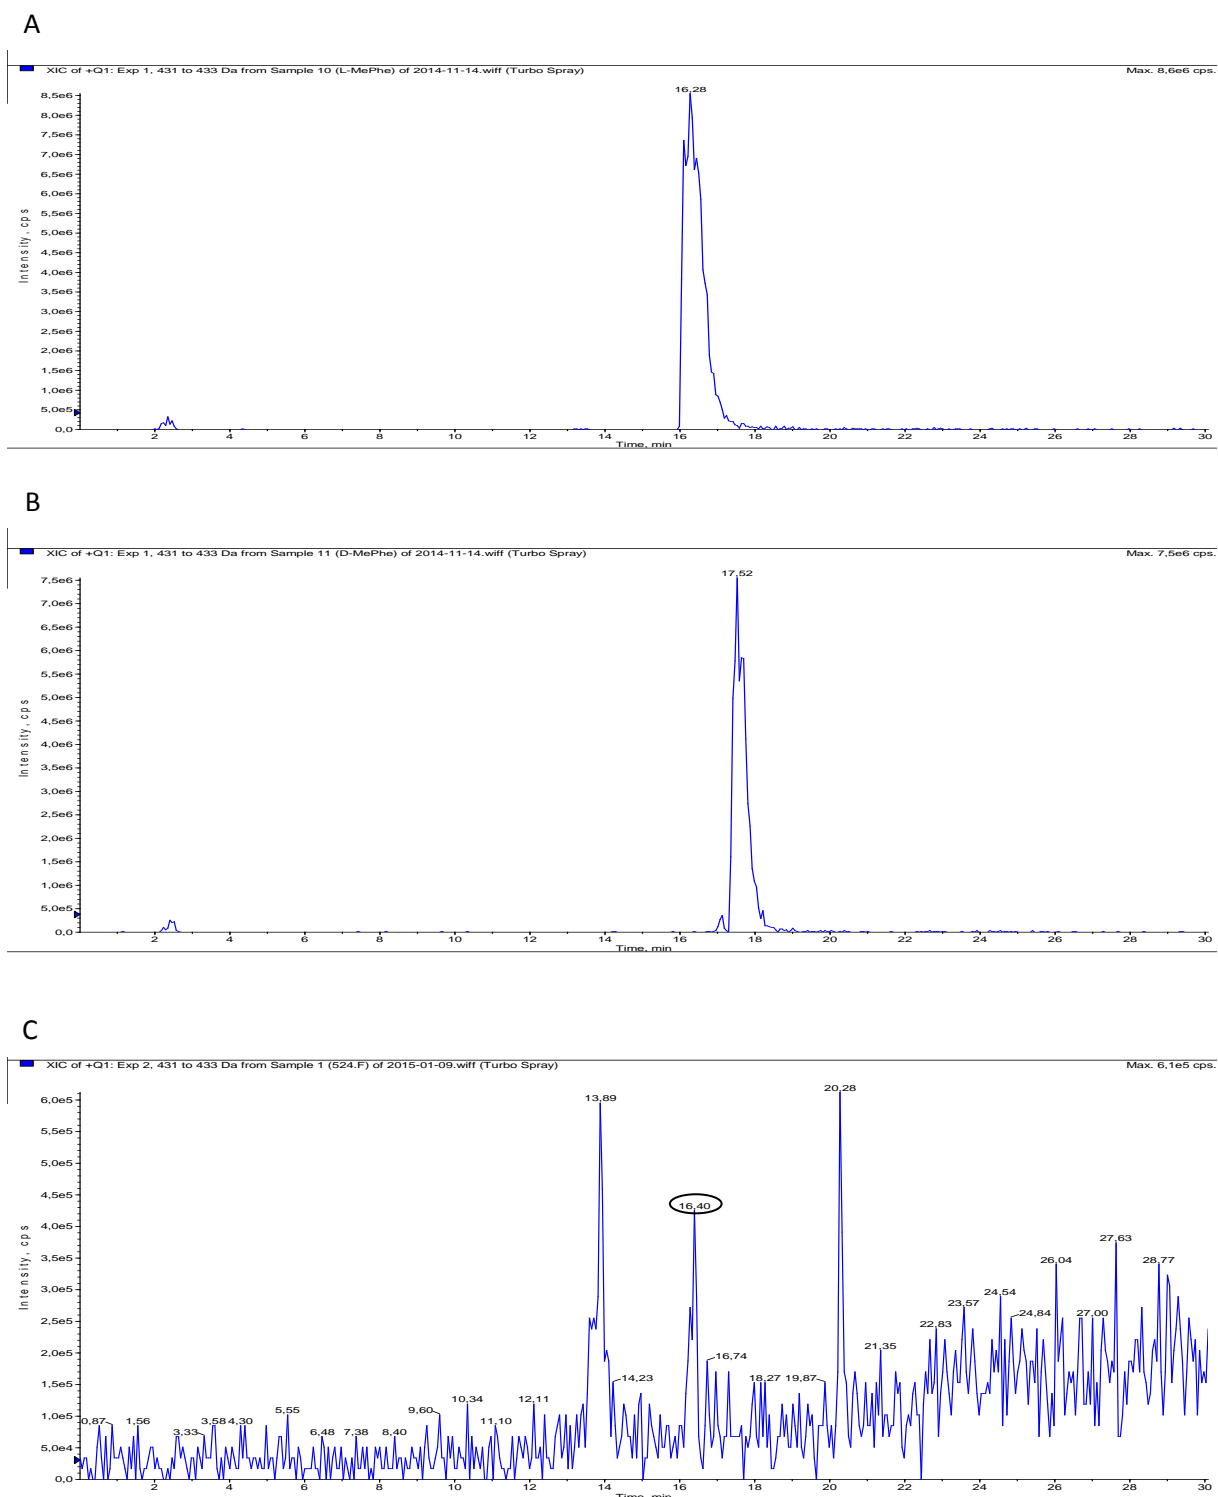 A
XIC of +Q1: Exp 1, 431 to 433 Da from Sample 10 (L-MePhe) of 2014-11-14.wiff (Turbo Spray) Max. 8,6e6 cps.
16,28
8,5e6
8,0e6
7,5e6
7,0e6
6,5e6
6,0e6
5,5e6
5,0e6
4,5e6
4,0e6
3,5e6
3,0e6
2,5e6
2,0e6
1,5e6
1,0e6
5,0e5
0,0
Intensity, cps
2 4 6 8 10 12 14 16 18 20 22 24 26 28 30
Time, min
B
XIC of +Q1: Exp 1, 431 to 433 Da from Sample 11 (D-MePhe) of 2014-11-14.wiff (Turbo Spray) Max. 7,5e6 cps.
17,52
7,5e6
7,0e6
6,5e6
6,0e6
5,5e6
5,0e6
4,5e6
4,0e6
3,5e6
3,0e6
2,5e6
2,0e6
1,5e6
1,0e6
5,0e5
0,0
Intensity, cps
2 4 6 8 10 12 14 16 18 20 22 24 26 28 30
Time, min
C
XIC of +Q1: Exp 2, 431 to 433 Da from Sample 1 (524.F) of 2015-01-09.wiff (Turbo Spray) Max. 6,1e5 cps.
20,28
13,89
16,40
27,63
26,04 28,77
24,54
23,57 24,84 27,00
22,83
21,35
16,74
14,23 18,27 19,87
10,34 12,11
5,55 9,60
0,87 1,56 3,33 3,58 4,30 11,10
6,48 7,38 8,40
6,0e5
5,5e5
5,0e5
4,5e5
4,0e5
3,5e5
3,0e5
2,5e5
2,0e5
1,5e5
1,0e5
5,0e4
0,0
Intensity, cps
2 4 6 8 10 12 14 16 18 20 22 24 26 28 30
Time, min